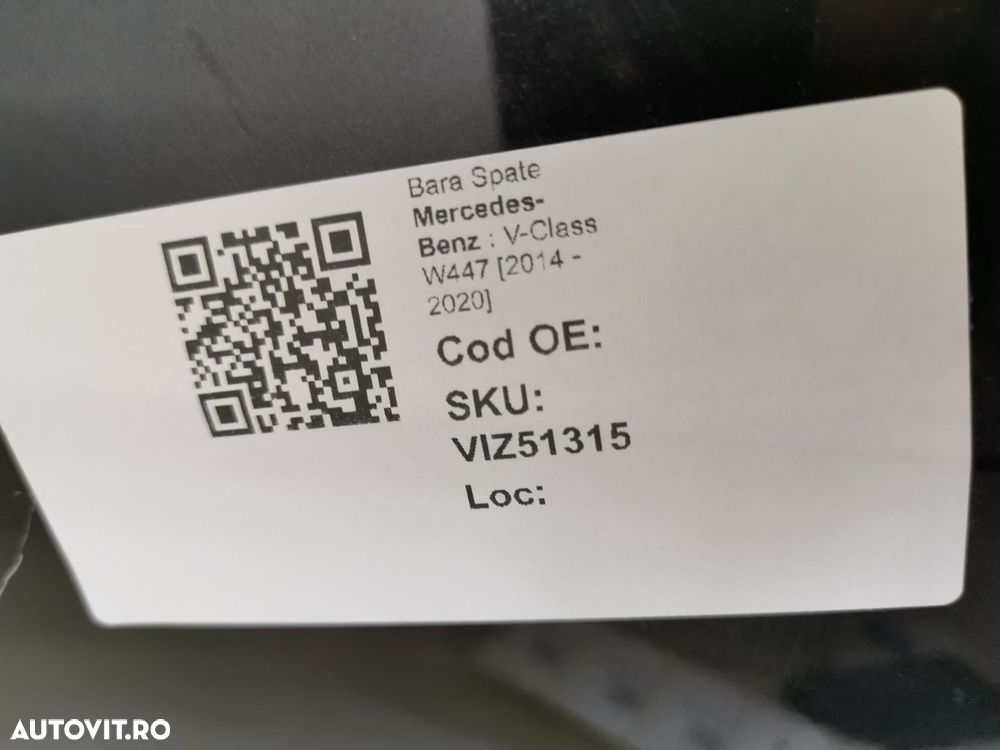 Bara Spate
Mercedes-
Benz : V-Class
W447 [2014 -
2020]
Cod OE:
SKU:
VIZ51315
Loc:
AUTOVIT.RO